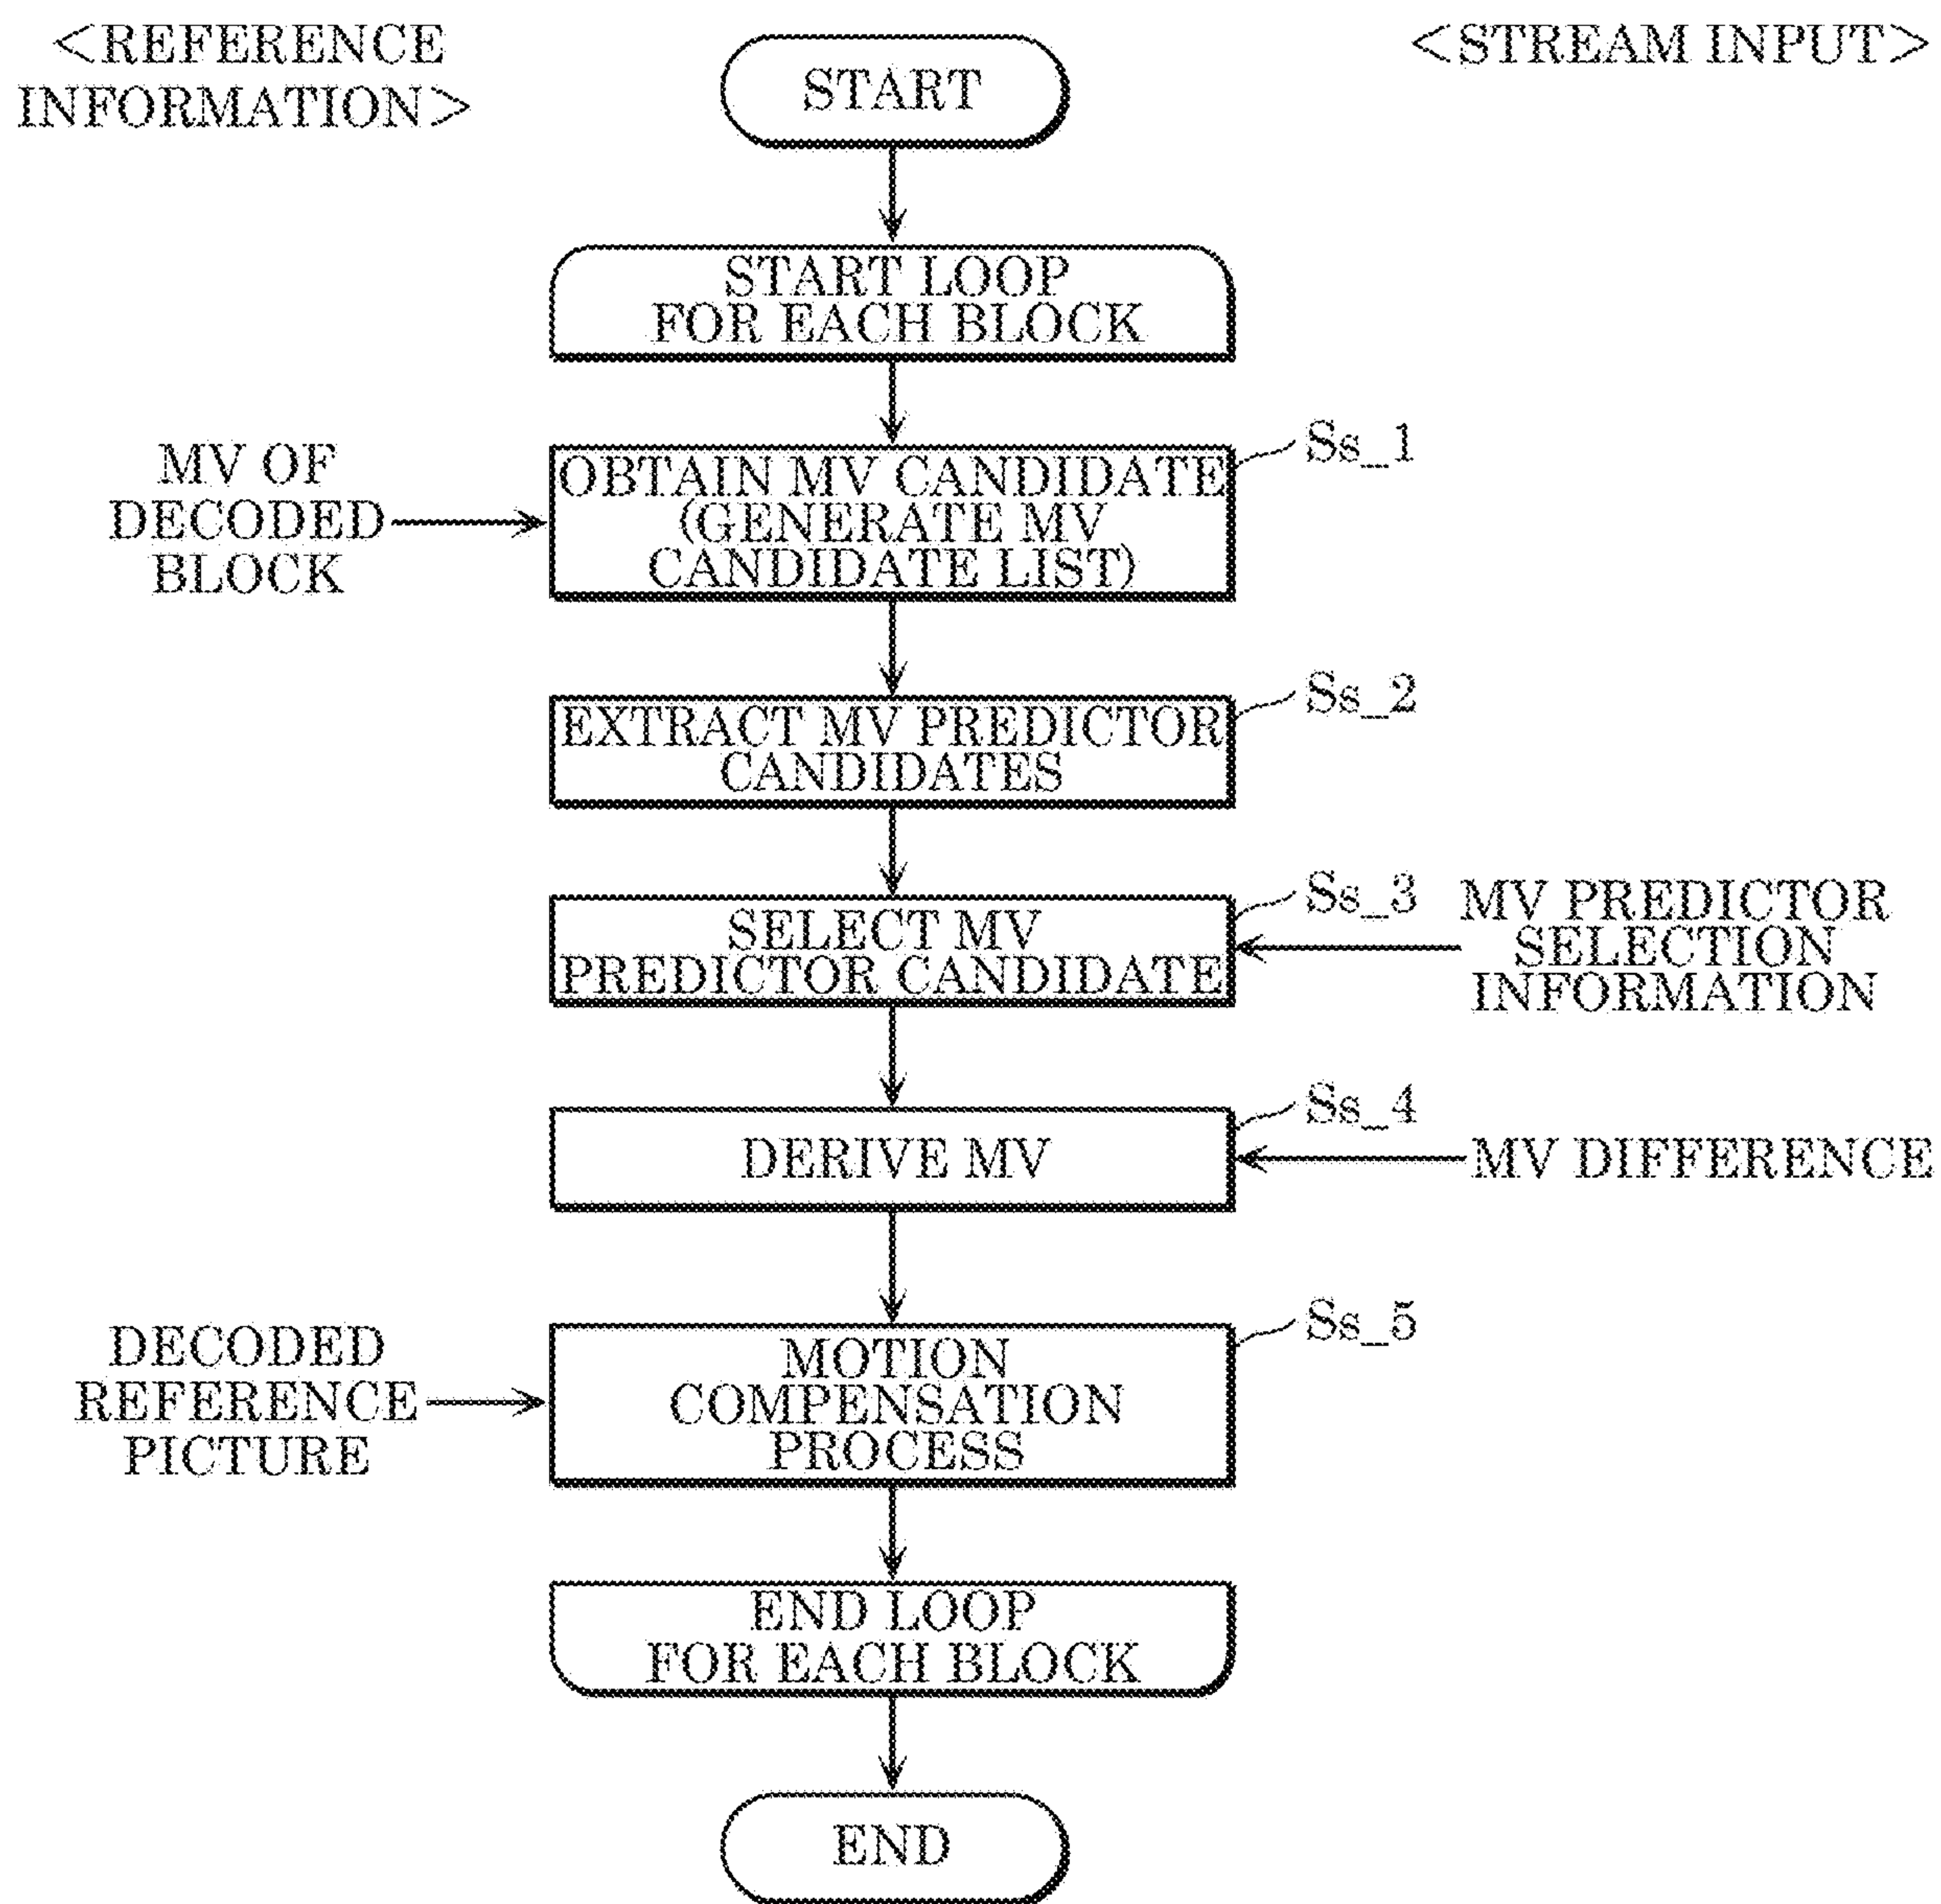 <REFERENCE
INFORMATION>
<STREAM INPUT>
START
START LOOP
FOR EACH BLOCK
MV OF
DECODED
BLOCK
OBTAIN MV CANDIDATE
(GENERATE MV
CANDIDATE LIST)
Ss_1
EXTRACT MV PREDICTOR
CANDIDATES
Ss_2
SELECT MV
PREDICTOR CANDIDATE
Ss_3
MV PREDICTOR
SELECTION
INFORMATION
DERIVE MV
Ss_4
MV DIFFERENCE
DECODED
REFERENCE
PICTURE
MOTION
COMPENSATION
PROCESS
Ss_5
END LOOP
FOR EACH BLOCK
END